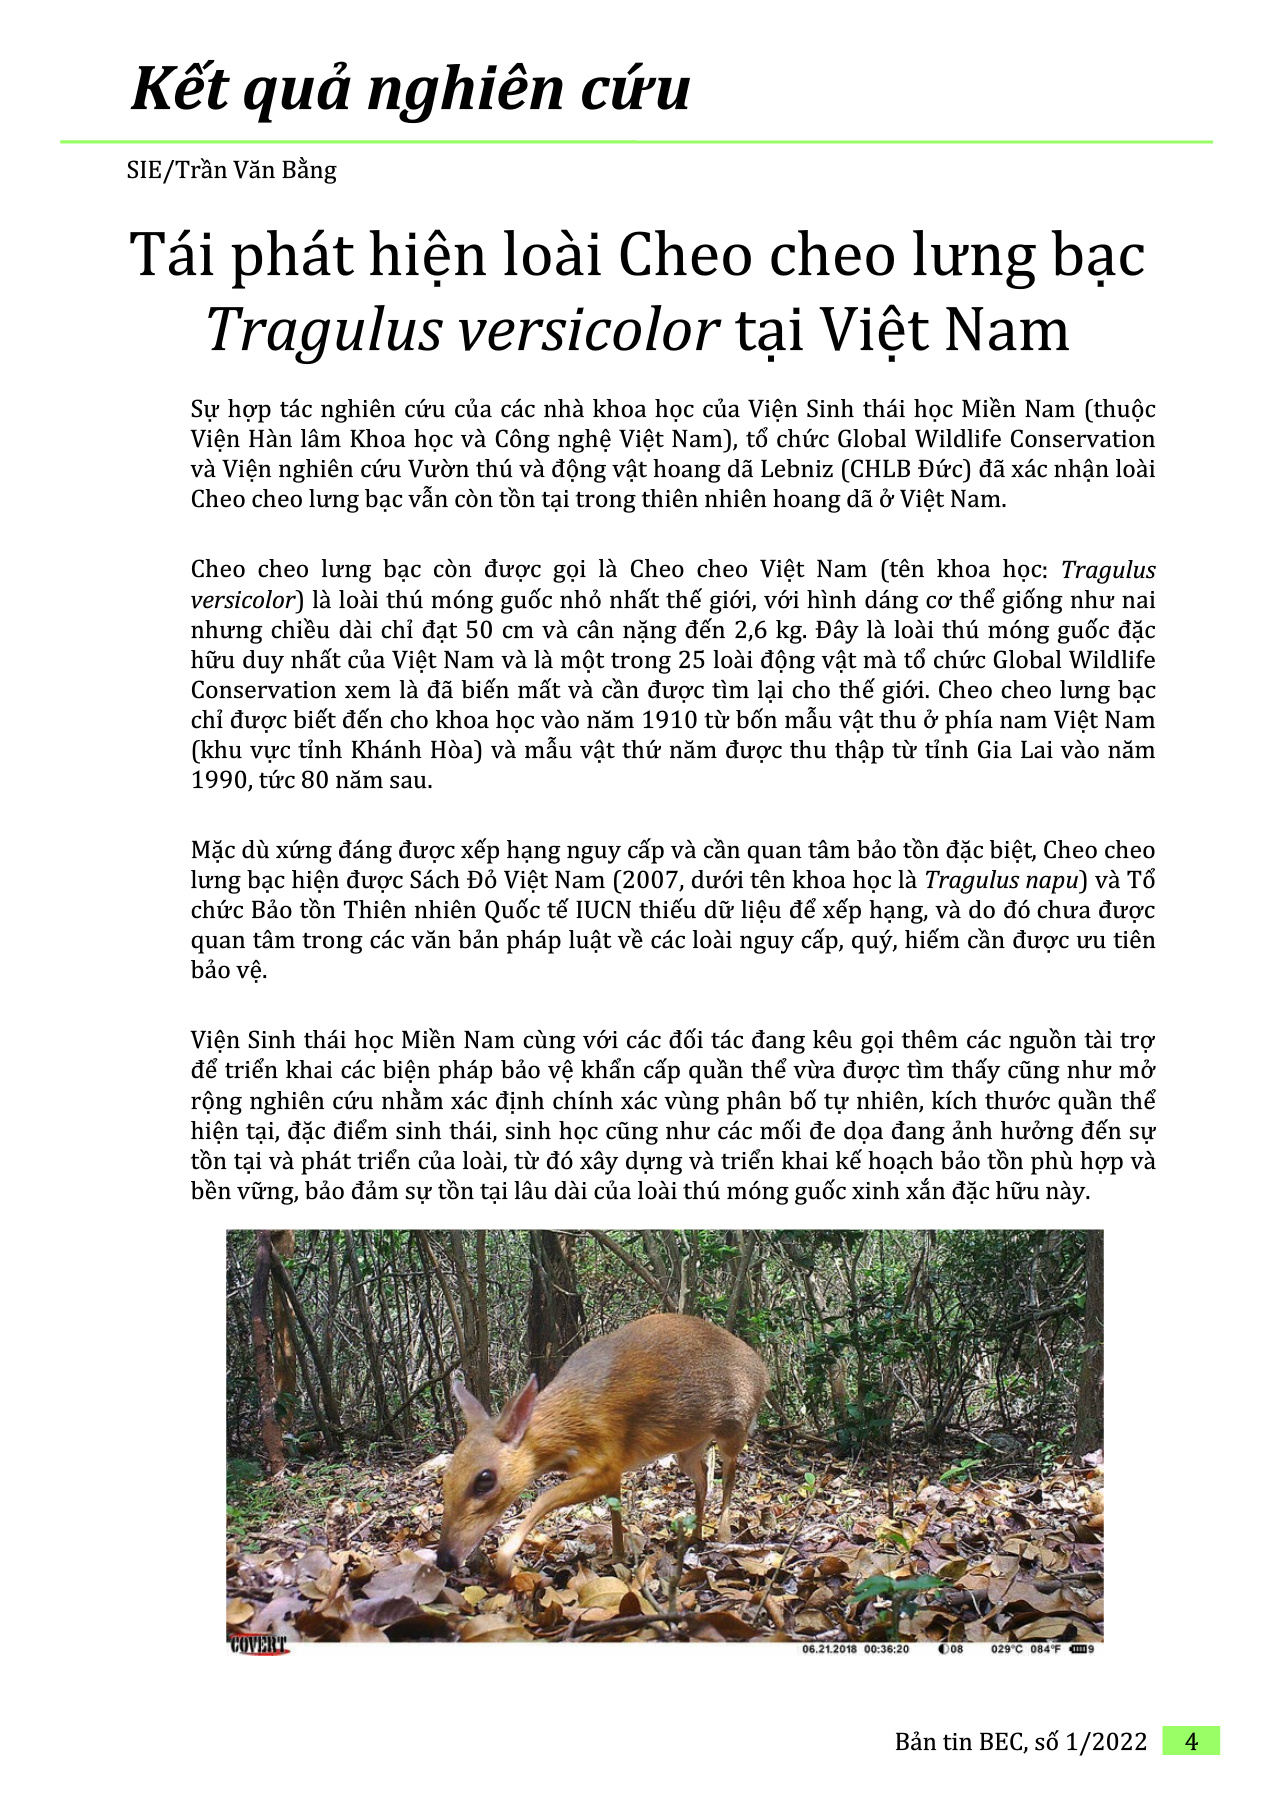 Kết quả nghiên cứu
SIE/Trần Văn Bằng
Tái phát hiện loài Cheo cheo lưng bạc
Tragulus versicolor tại Việt Nam
Sự hợp tác nghiên cứu của các nhà khoa học của Viện Sinh thái học Miền Nam (thuộc
Viện Hàn lâm Khoa học và Công nghệ Việt Nam), tổ chức Global Wildlife Conservation
và Viện nghiên cứu Vườn thú và động vật hoang dã Lebniz (CHLB Đức) đã xác nhận loài
Cheo cheo lưng bạc vẫn còn tồn tại trong thiên nhiên hoang dã ở Việt Nam.
Cheo cheo lưng bạc còn được gọi là Cheo cheo Việt Nam (tên khoa học: Tragulus
versicolor) là loài thú móng guốc nhỏ nhất thế giới, với hình dáng cơ thể giống như nai
nhưng chiều dài chỉ đạt 50 cm và cân nặng đến 2,6 kg. Đây là loài thú móng guốc đặc
hữu duy nhất của Việt Nam và là một trong 25 loài động vật mà tổ chức Global Wildlife
Conservation xem là đã biến mất và cần được tìm lại cho thế giới. Cheo cheo lưng bạc
chỉ được biết đến cho khoa học vào năm 1910 từ bốn mẫu vật thu ở phía nam Việt Nam
(khu vực tỉnh Khánh Hòa) và mẫu vật thứ năm được thu thập từ tỉnh Gia Lai vào năm
1990, tức 80 năm sau.
Mặc dù xứng đáng được xếp hạng nguy cấp và cần quan tâm bảo tồn đặc biệt, Cheo cheo
lưng bạc hiện được Sách Đỏ Việt Nam (2007, dưới tên khoa học là Tragulus napu) và Tổ
chức Bảo tồn Thiên nhiên Quốc tế IUCN thiếu dữ liệu để xếp hạng, và do đó chưa được
quan tâm trong các văn bản pháp luật về các loài nguy cấp, quý, hiếm cần được ưu tiên
bảo vệ.
Viện Sinh thái học Miền Nam cùng với các đối tác đang kêu gọi thêm các nguồn tài trợ
để triển khai các biện pháp bảo vệ khẩn cấp quần thể vừa được tìm thấy cũng như mở
rộng nghiên cứu nhằm xác định chính xác vùng phân bố tự nhiên, kích thước quần thể
hiện tại, đặc điểm sinh thái, sinh học cũng như các mối đe dọa đang ảnh hưởng đến sự
tồn tại và phát triển của loài, từ đó xây dựng và triển khai kế hoạch bảo tồn phù hợp và
bền vững, bảo đảm sự tồn tại lâu dài của loài thú móng guốc xinh xắn đặc hữu này.
COVERT 06.21.2018 00:36:20 08 029°C 084°F 9
Bản tin BEC, số 1/2022 4